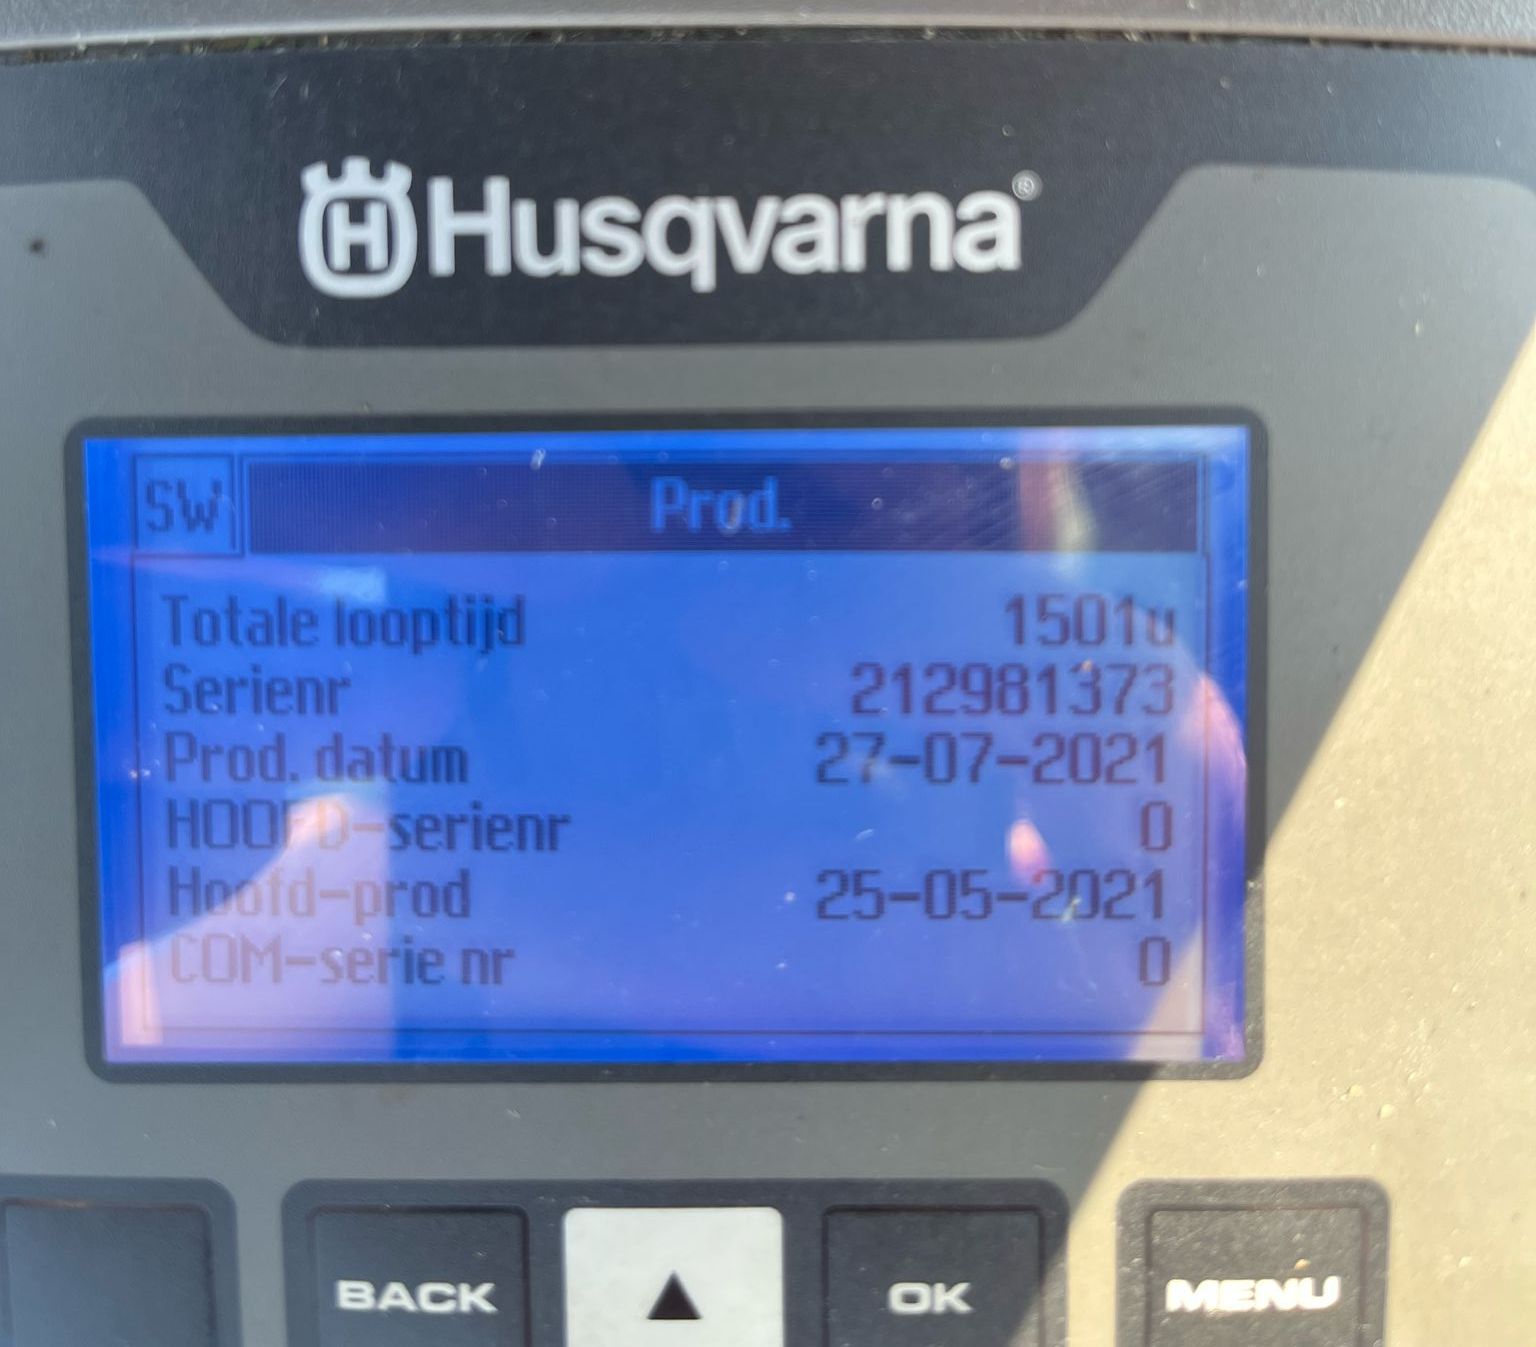 H Husqvarna®
SW Prod.
Totale looptijd 1501u
Serienr 212981373
Prod. datum 27-07-2021
HOOFD-serienr 0
Hoofd-prod 25-05-2021
COM-serie nr 0
BACK ▲ OK MENU